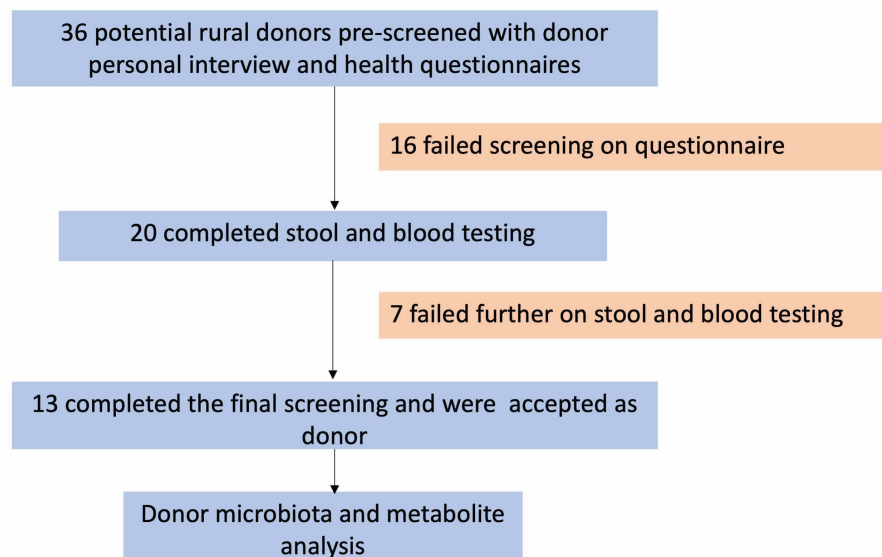 36 potential rural donors pre-screened with donor
personal interview and health questionnaires
16 failed screening on questionnaire
20 completed stool and blood testing
7 failed further on stool and blood testing
13 completed the final screening and were accepted as
donor
Donor microbiota and metabolite
analysis